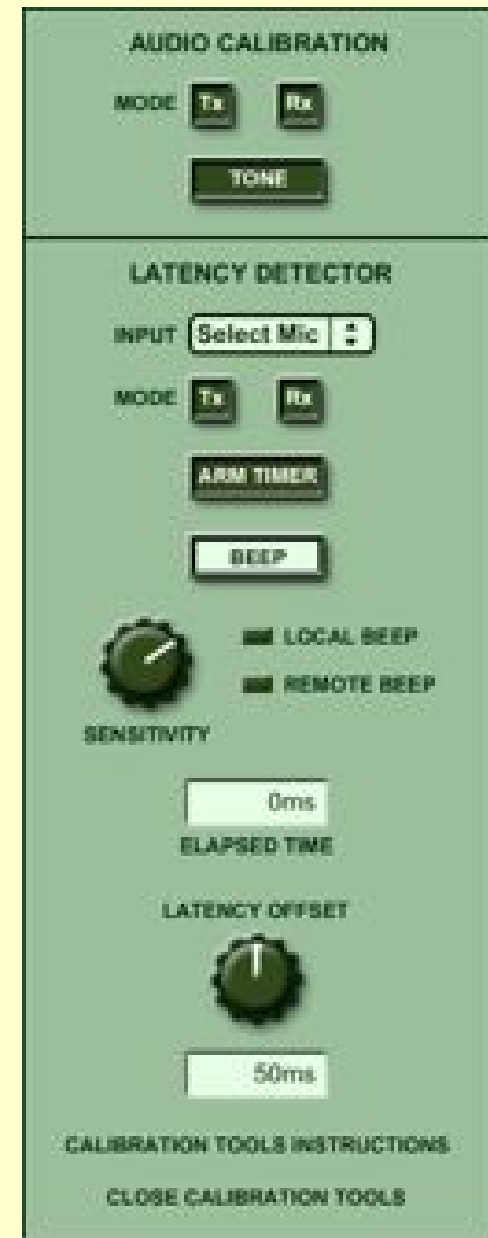 AUDIO CALIBRATION
MODE Tx Rx
TONE
LATENCY DETECTOR
INPUT Select Mic
MODE Tx Rx
ARM TIMER
BEEP
LOCAL BEEP
REMOTE BEEP
SENSITIVITY
0ms
ELAPSED TIME
LATENCY OFFSET
50ms
CALIBRATION TOOLS INSTRUCTIONS
CLOSE CALIBRATION TOOLS